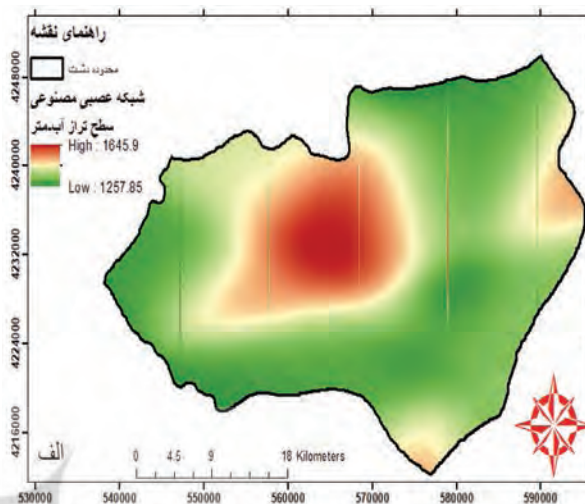 راهنمای نقشه
محدوده دشت
شبکه عصبی مصنوعی
سطح تراز آب،متر
High : 1645.9
Low : 1257.85
4248000
4240000
4232000
4224000
4216000
الف
0 4.5 9 18 Kilometers
530000 540000 550000 560000 570000 580000 590000